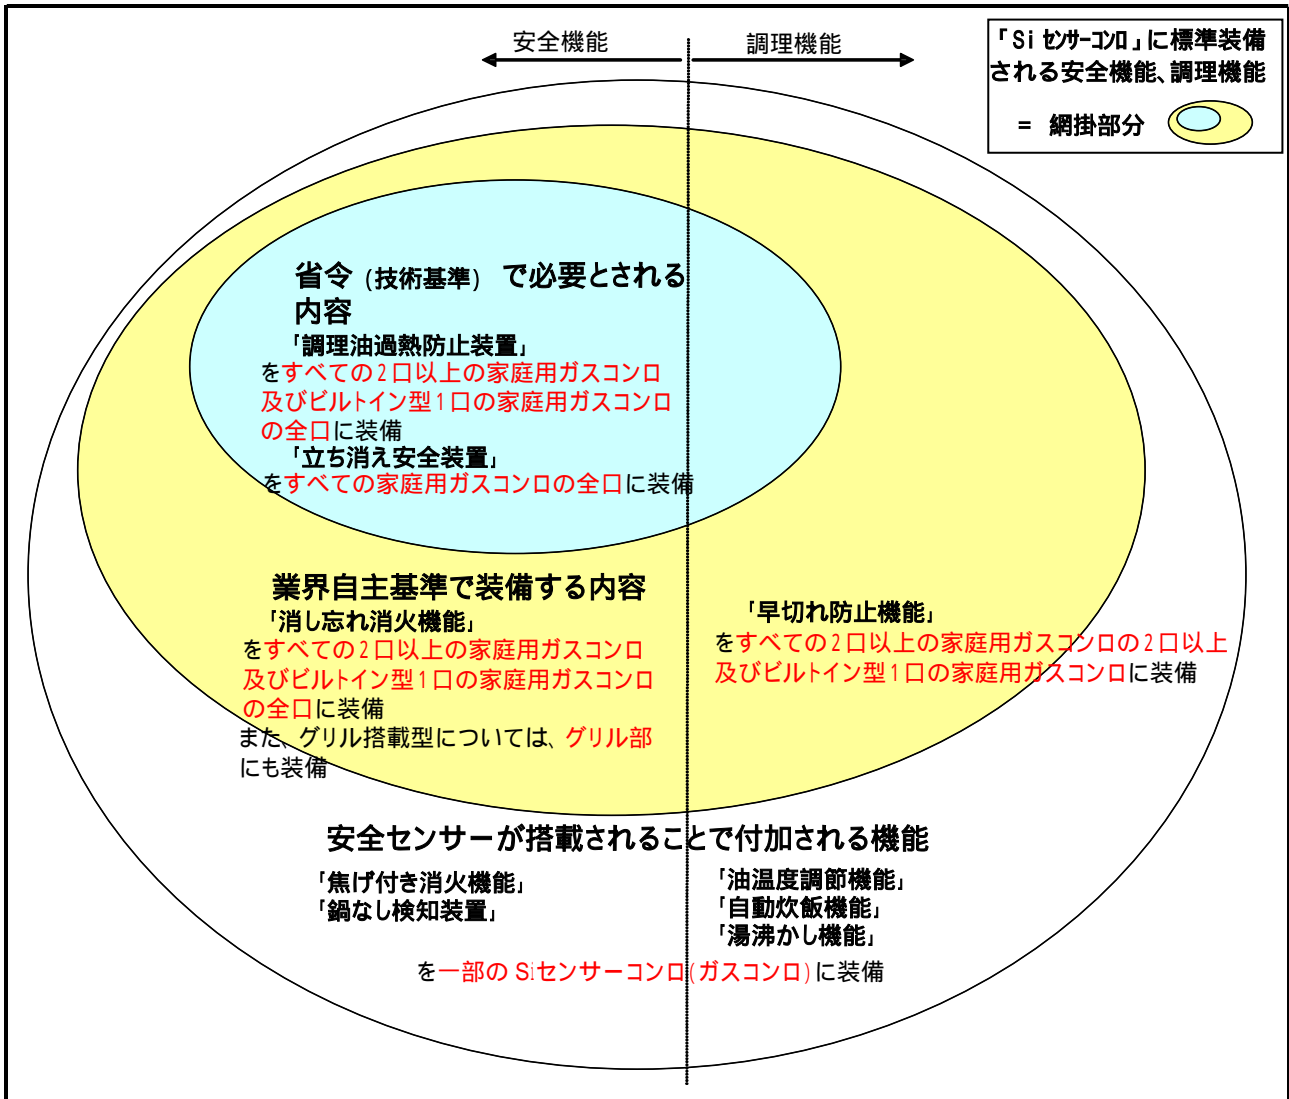 安全機能
調理機能
「Si センサーコンロ」に標準装備
される安全機能、調理機能
= 網掛部分
省令 (技術基準) で必要とされる
内容
「調理油過熱防止装置」
をすべての2口以上の家庭用ガスコンロ
及びビルトイン型1口の家庭用ガスコンロ
の全口に装備
「立ち消え安全装置」
をすべての家庭用ガスコンロの全口に装備
業界自主基準で装備する内容
「消し忘れ消火機能」
をすべての2口以上の家庭用ガスコンロ
及びビルトイン型1口の家庭用ガスコンロ
の全口に装備
また、グリル搭載型については、グリル部
にも装備
「早切れ防止機能」
をすべての2口以上の家庭用ガスコンロの2口以上
及びビルトイン型1口の家庭用ガスコンロに装備
安全センサーが搭載されることで付加される機能
「焦げ付き消火機能」
「鍋なし検知装置」
「油温度調節機能」
「自動炊飯機能」
「湯沸かし機能」
を一部の Siセンサーコンロ(ガスコンロ)に装備